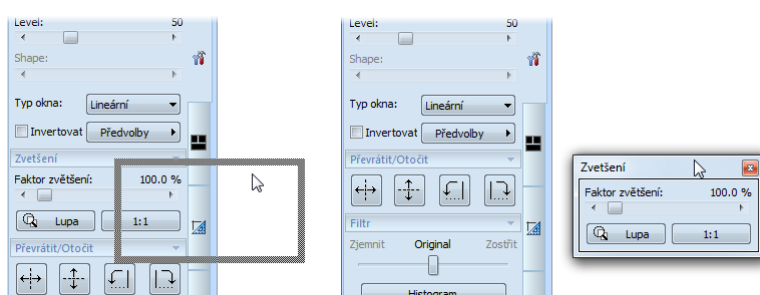 Level: 50
Shape:
Typ okna: Lineární
Invertovat Předvolby
Zvetšení
Faktor zvětšení: 100.0 %
Lupa 1:1
Převrátit/Otočit
Level: 50
Shape:
Typ okna: Lineární
Invertovat Předvolby
Převrátit/Otočit
Filtr
Zjemnit Original Zostřit
Histogram
Zvetšení
Faktor zvětšení: 100.0 %
Lupa 1:1